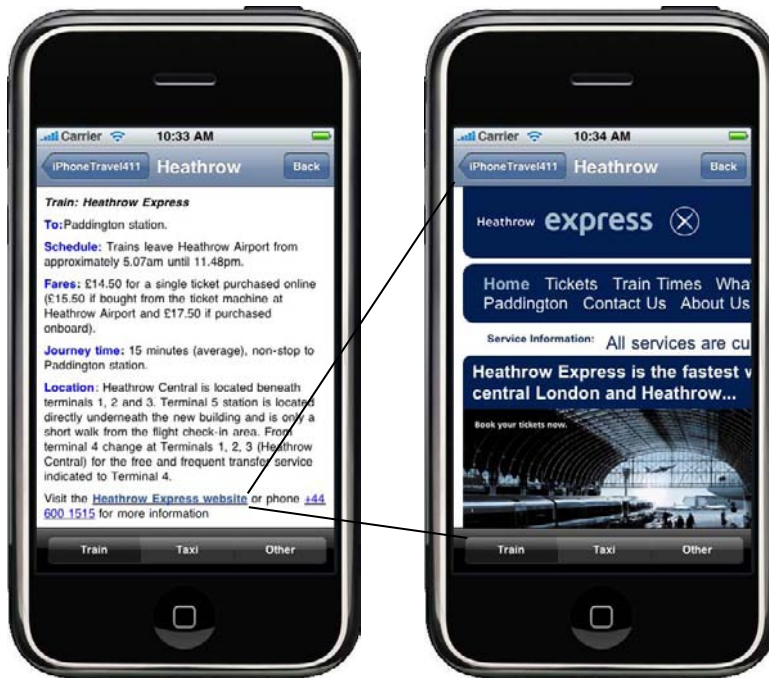 Carrier 10:33 AM
iPhoneTravel411 Heathrow Back
Train: Heathrow Express
To:Paddington station.
Schedule: Trains leave Heathrow Airport from
approximately 5.07am until 11.48pm.
Fares: £14.50 for a single ticket purchased online
(£15.50 if bought from the ticket machine at
Heathrow Airport and £17.50 if purchased
onboard).
Journey time: 15 minutes (average), non-stop to
Paddington station.
Location: Heathrow Central is located beneath
terminals 1, 2 and 3. Terminal 5 station is located
directly underneath the new building and is only a
short walk from the flight check-in area. From
terminal 4 change at Terminals 1, 2, 3 (Heathrow
Central) for the free and frequent transfer service
indicated to Terminal 4.
Visit the Heathrow Express website or phone +44
600 1515 for more information
Train Taxi Other
Carrier 10:34 AM
iPhoneTravel411 Heathrow Back
Heathrow express
Home Tickets Train Times Wha
Paddington Contact Us About Us
Service Information: All services are cu
Heathrow Express is the fastest w
central London and Heathrow...
Book your tickets now.
Train Taxi Other